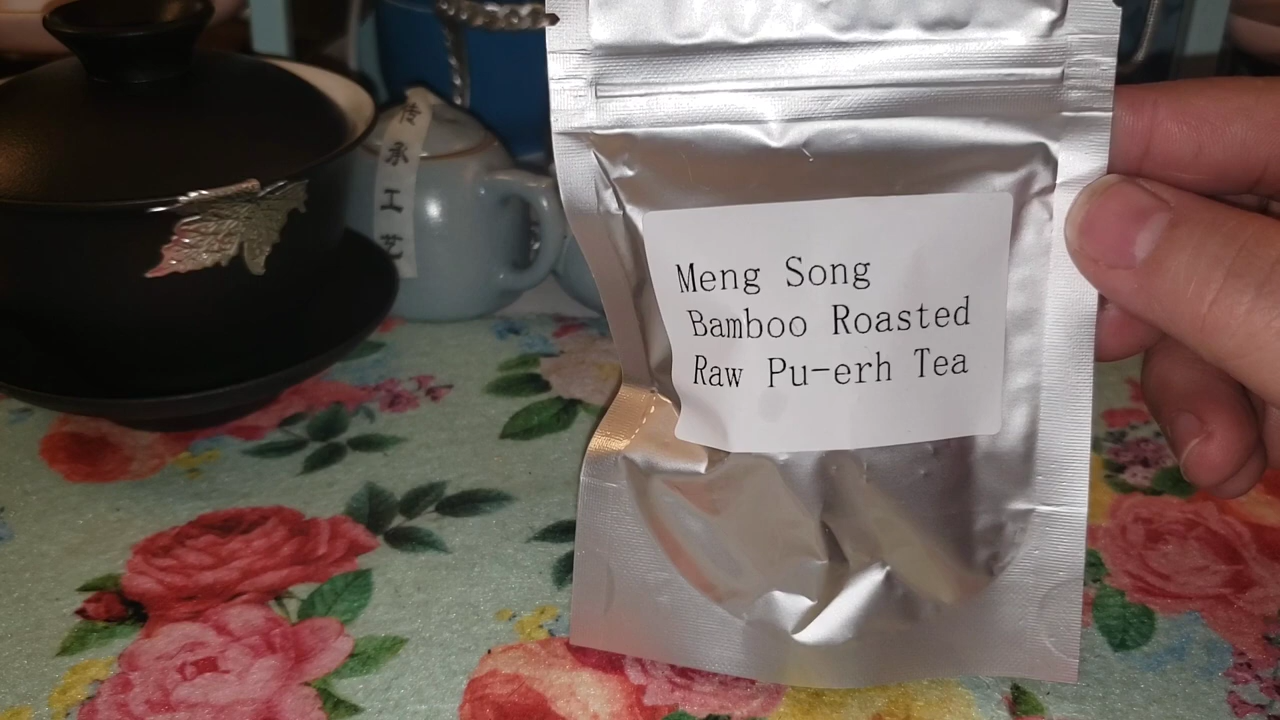 传承工艺
Meng Song
Bamboo Roasted
Raw Pu-erh Tea